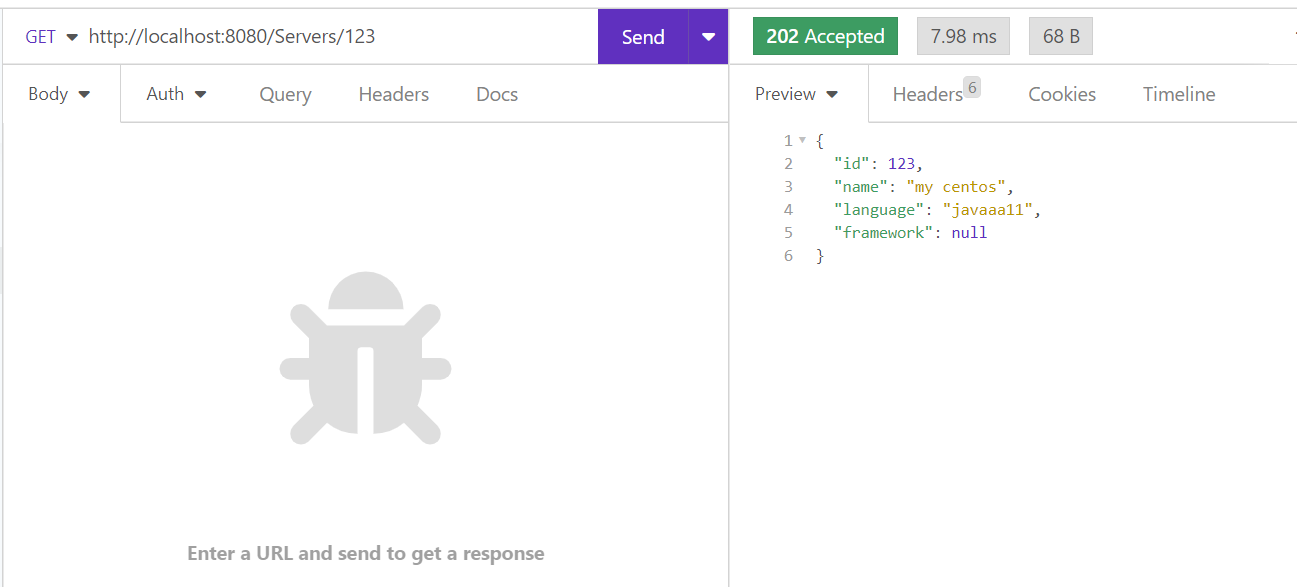 GET http://localhost:8080/Servers/123 Send 202 Accepted 7.98 ms 68 B
Body Auth Query Headers Docs Preview Headers 6 Cookies Timeline
1 {
2 "id": 123,
3 "name": "my centos",
4 "language": "javaaa11",
5 "framework": null
6 }
Enter a URL and send to get a response